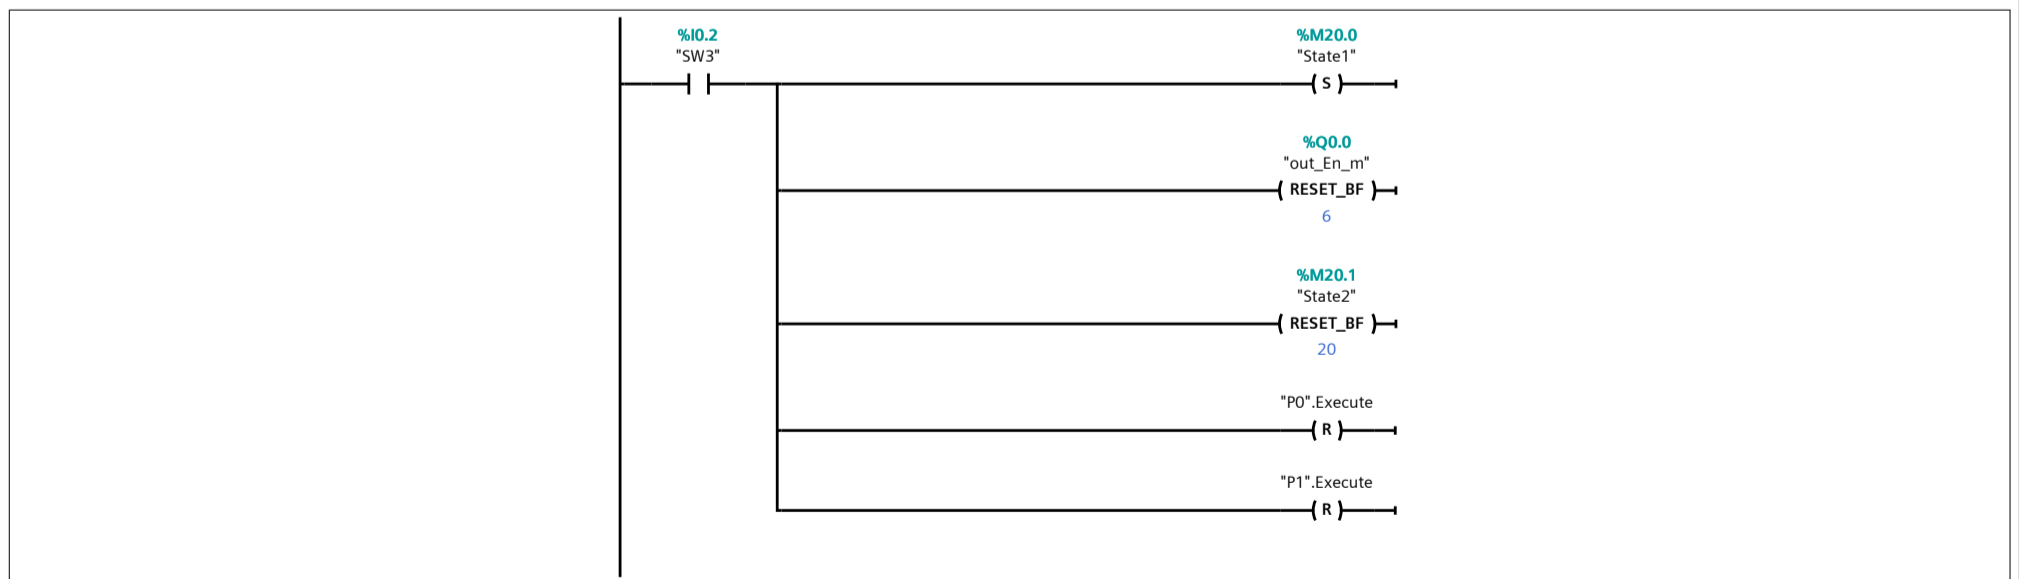 %I0.2
"SW3"
%M20.0
"State1"
( S )
%Q0.0
"out_En_m"
( RESET_BF )
6
%M20.1
"State2"
( RESET_BF )
20
"P0".Execute
( R )
"P1".Execute
( R )